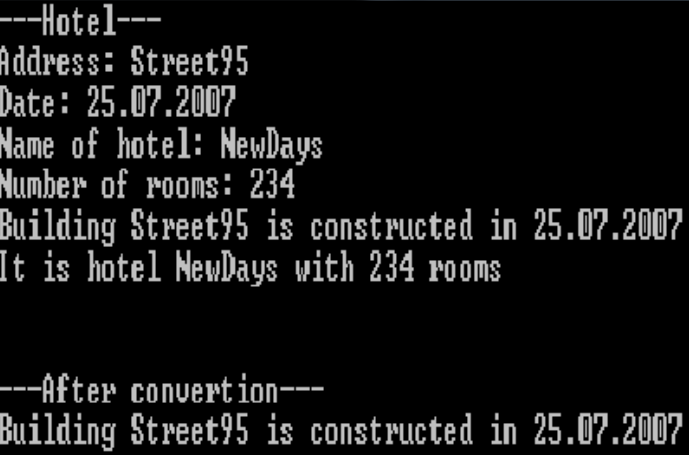 ---Hotel---
Address: Street95
Date: 25.07.2007
Name of hotel: NewDays
Number of rooms: 234
Building Street95 is constructed in 25.07.2007
It is hotel NewDays with 234 rooms
---After convertion---
Building Street95 is constructed in 25.07.2007